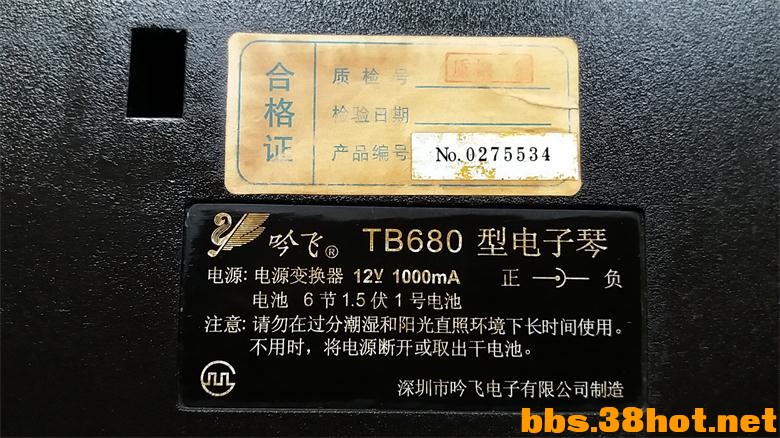 合格证
质检号
检验日期
产品编号 No.0275534
吟飞® TB680 型电子琴
电源: 电源变换器 12V 1000mA 正 负
电池 6节1.5伏1号电池
注意: 请勿在过分潮湿和阳光直照环境下长时间使用。
不用时，将电源断开或取出干电池。
深圳市吟飞电子有限公司制造
bbs.38hot.net